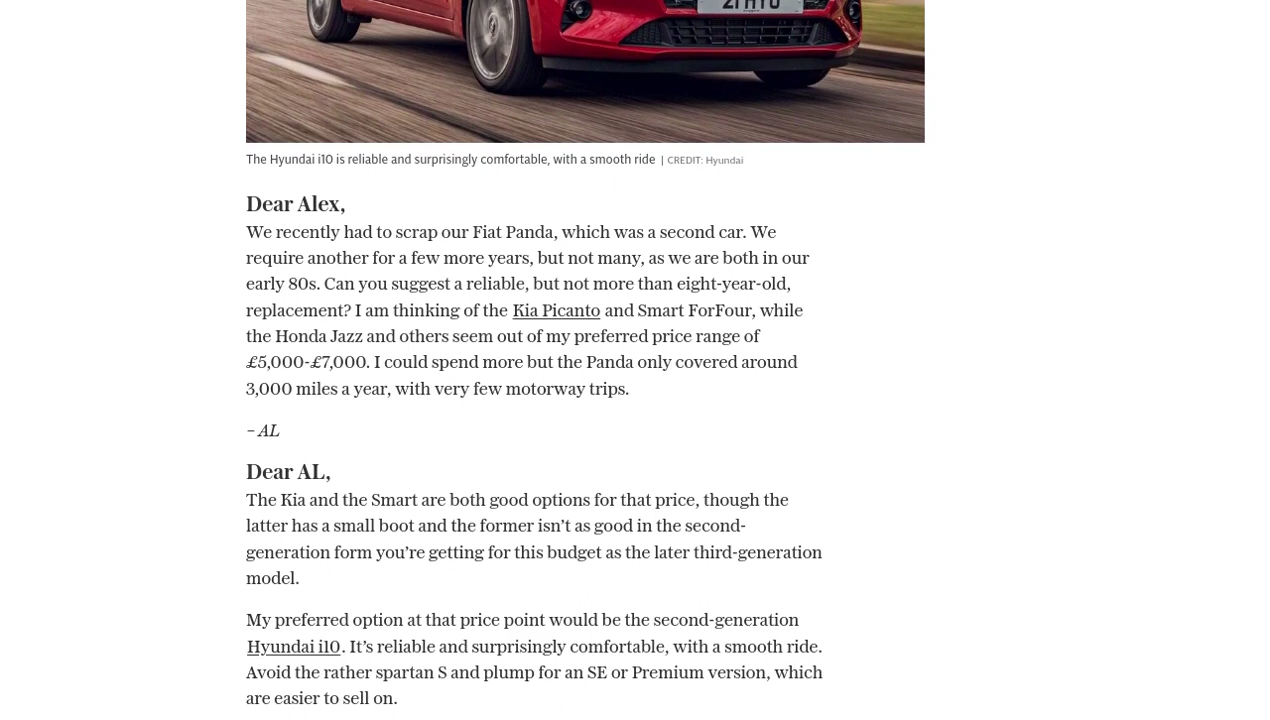 21 HYU
The Hyundai i10 is reliable and surprisingly comfortable, with a smooth ride | CREDIT: Hyundai
Dear Alex,
We recently had to scrap our Fiat Panda, which was a second car. We
require another for a few more years, but not many, as we are both in our
early 80s. Can you suggest a reliable, but not more than eight-year-old,
replacement? I am thinking of the Kia Picanto and Smart ForFour, while
the Honda Jazz and others seem out of my preferred price range of
£5,000-£7,000. I could spend more but the Panda only covered around
3,000 miles a year, with very few motorway trips.
– AL
Dear AL,
The Kia and the Smart are both good options for that price, though the
latter has a small boot and the former isn’t as good in the second-
generation form you’re getting for this budget as the later third-generation
model.
My preferred option at that price point would be the second-generation
Hyundai i10. It’s reliable and surprisingly comfortable, with a smooth ride.
Avoid the rather spartan S and plump for an SE or Premium version, which
are easier to sell on.